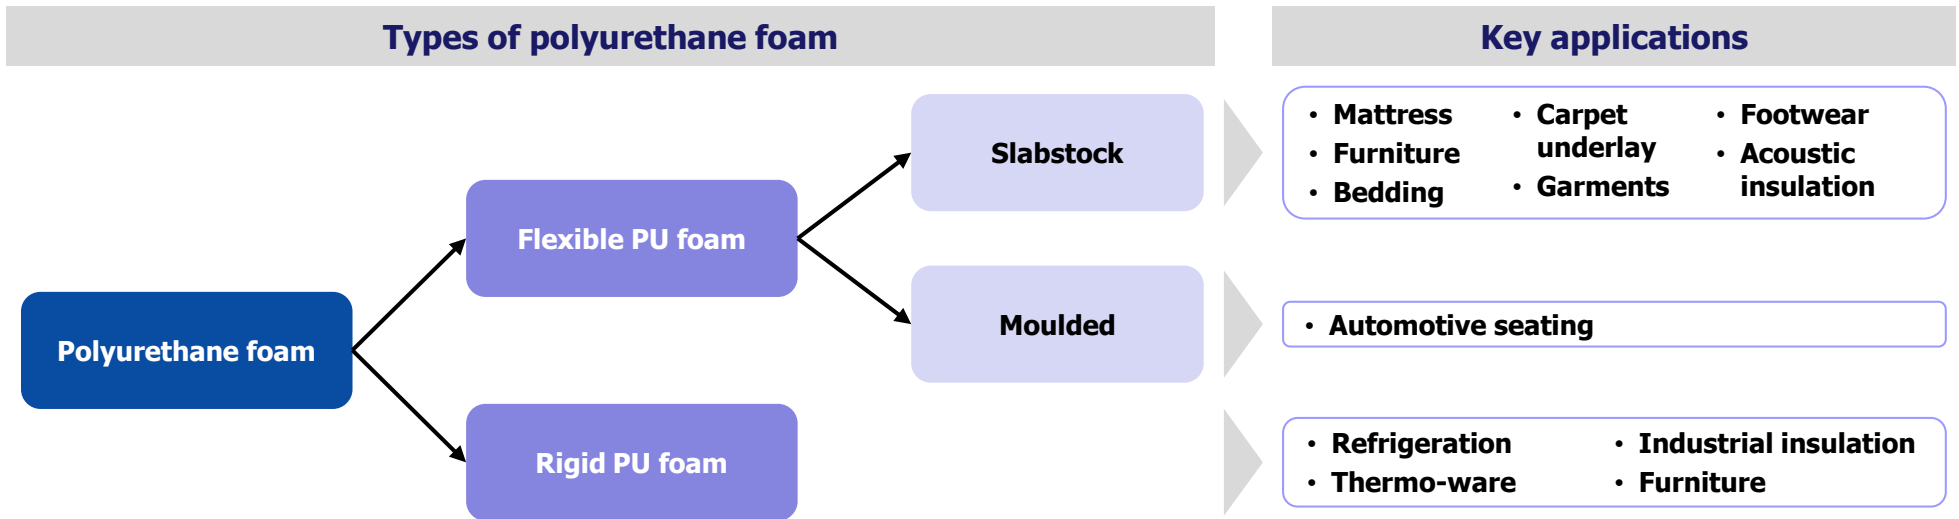 Types of polyurethane foam
Key applications
Polyurethane foam
Flexible PU foam
Rigid PU foam
Slabstock
Moulded
• Mattress
• Furniture
• Bedding
• Carpet
underlay
• Garments
• Footwear
• Acoustic
insulation
• Automotive seating
• Refrigeration
• Thermo-ware
• Industrial insulation
• Furniture